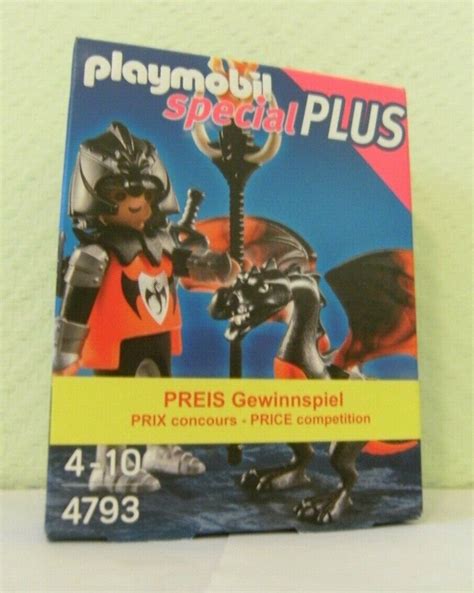 playmobil
special PLUS
PREIS Gewinnspiel
PRIX concours - PRICE competition
4-10
4793